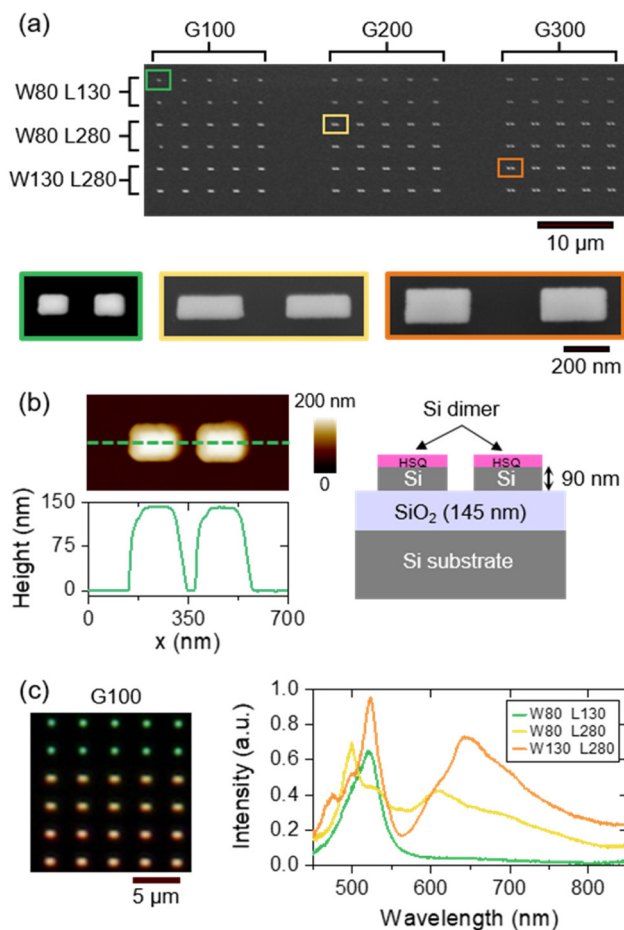 (a)
G100 G200 G300
W80 L130
W80 L280
W130 L280
10 µm
200 nm
(b)
200 nm
0
Height (nm)
150
75
0
0 350 700
x (nm)
Si dimer
HSQ HSQ
Si Si
90 nm
SiO₂ (145 nm)
Si substrate
(c)
G100
5 µm
Intensity (a.u.)
1.0
0.8
0.6
0.4
0.2
0.0
W80 L130
W80 L280
W130 L280
500 600 700 800
Wavelength (nm)